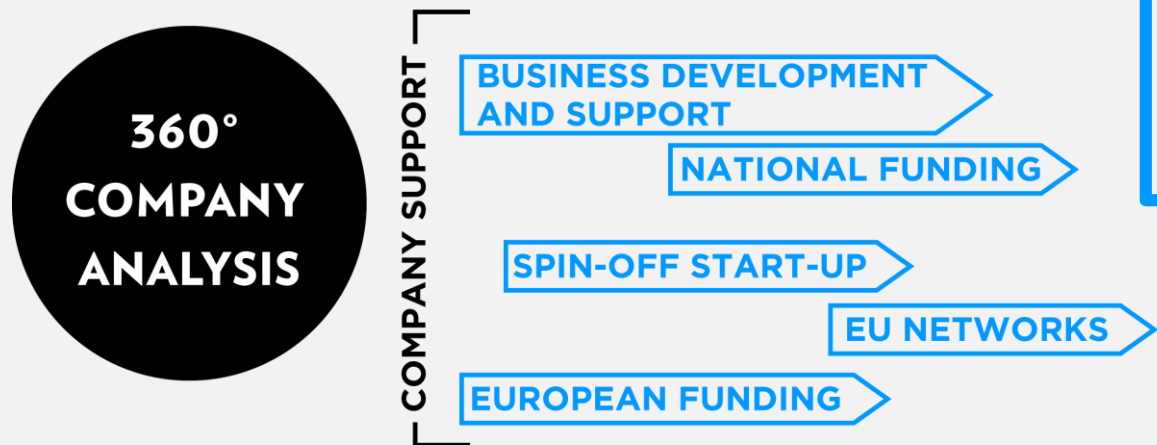 360°
COMPANY
ANALYSIS
COMPANY SUPPORT
BUSINESS DEVELOPMENT
AND SUPPORT
NATIONAL FUNDING
SPIN-OFF START-UP
EU NETWORKS
EUROPEAN FUNDING